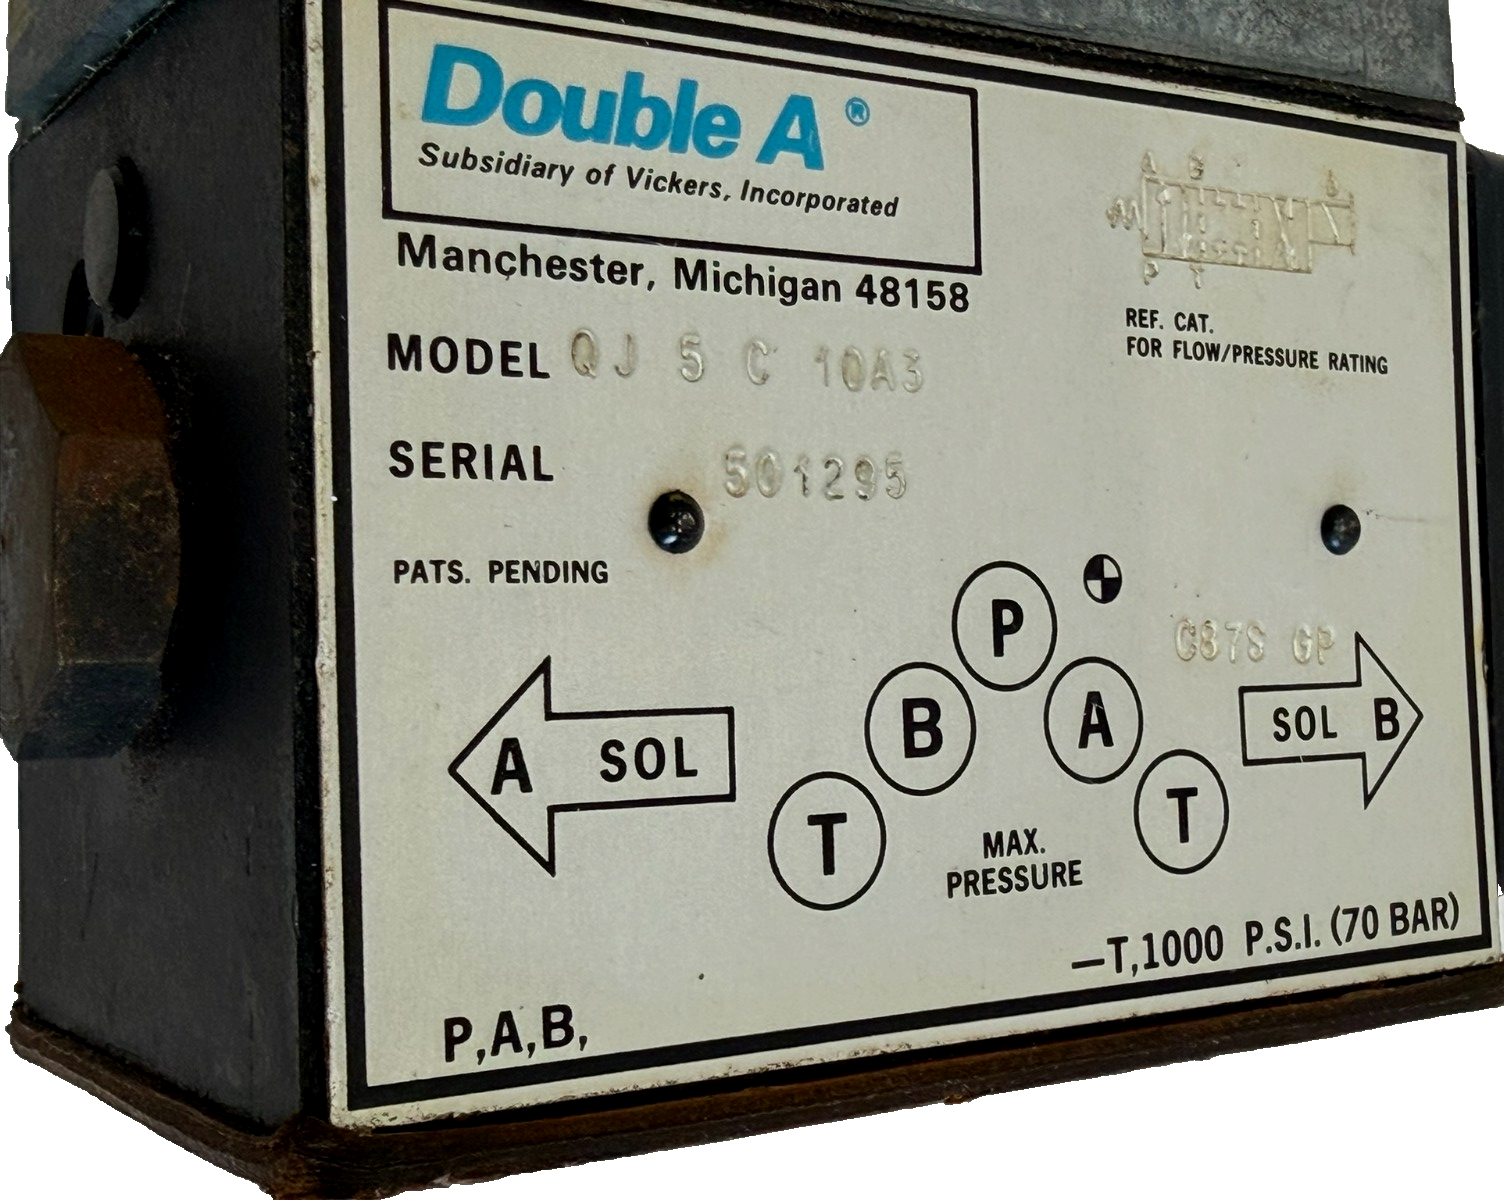 Double A ®
Subsidiary of Vickers, Incorporated
Manchester, Michigan 48158
A B
P T
REF. CAT.
FOR FLOW/PRESSURE RATING
MODEL QJ 5 C 10A3
SERIAL 501295
PATS. PENDING
C87S GP
P
B A
A SOL
SOL B
T T
MAX.
PRESSURE
—T,1000 P.S.I. (70 BAR)
P,A,B,